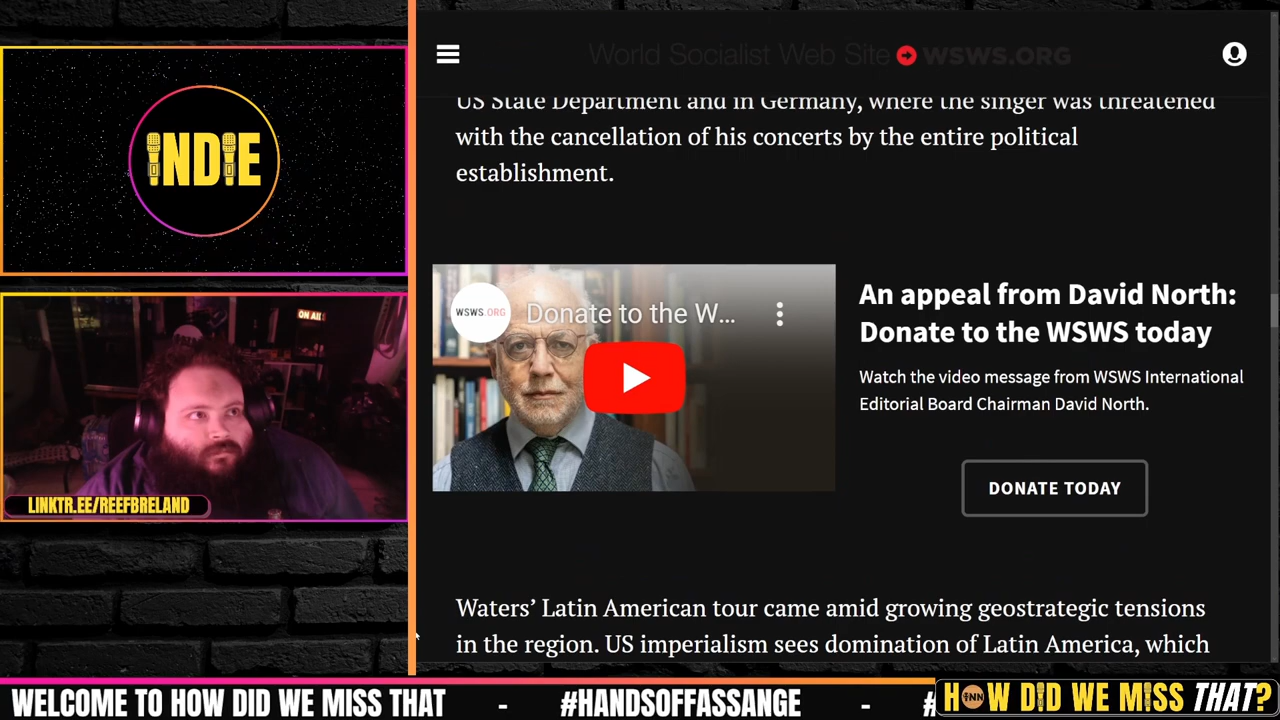 INDIE
ON AIR
LINKTR.EE/REEFBRELAND
World Socialist Web Site WSWS.ORG
US State Department and in Germany, where the singer was threatened
with the cancellation of his concerts by the entire political
establishment.
WSWS.ORG
Donate to the W...
An appeal from David North:
Donate to the WSWS today
Watch the video message from WSWS International
Editorial Board Chairman David North.
DONATE TODAY
Waters’ Latin American tour came amid growing geostrategic tensions
in the region. US imperialism sees domination of Latin America, which
WELCOME TO HOW DID WE MISS THAT - #HANDSOFFASSANGE - #
HOW DID WE MISS THAT?
INN